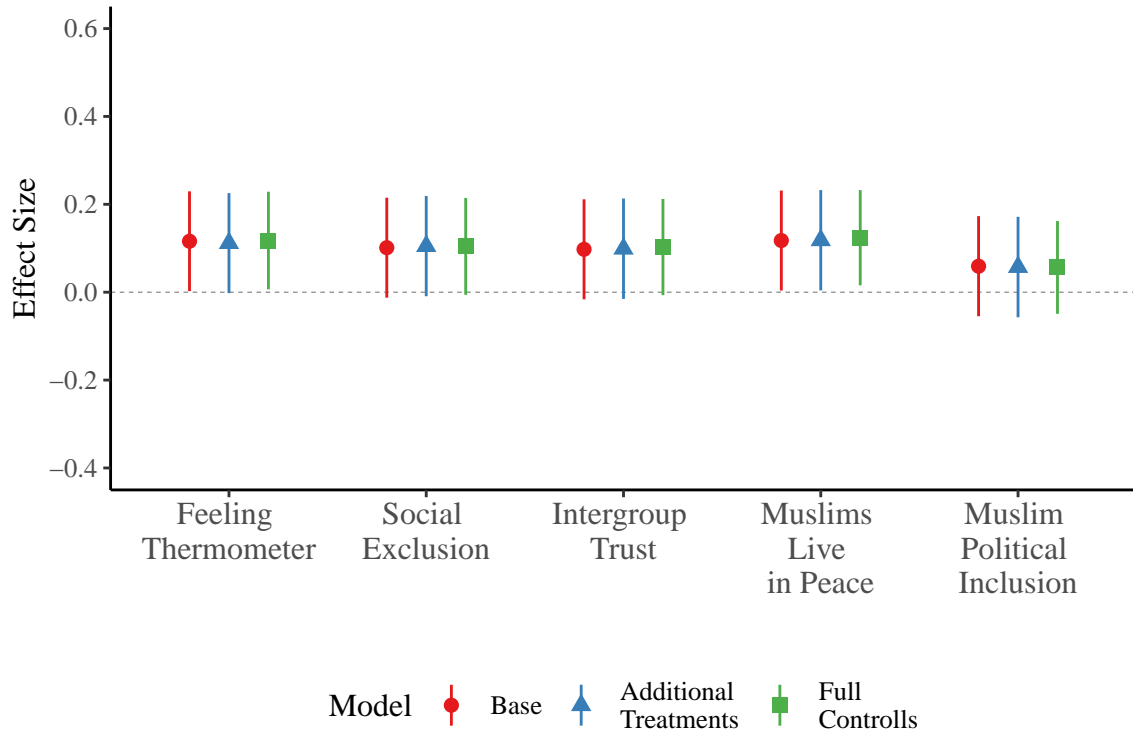 0.6
0.4
0.2
0.0
−0.2
−0.4
Effect Size
Feeling
Thermometer
Social
Exclusion
Intergroup
Trust
Muslims
Live
in Peace
Muslim
Political
Inclusion
Model
Base
Additional
Treatments
Full
Controlls